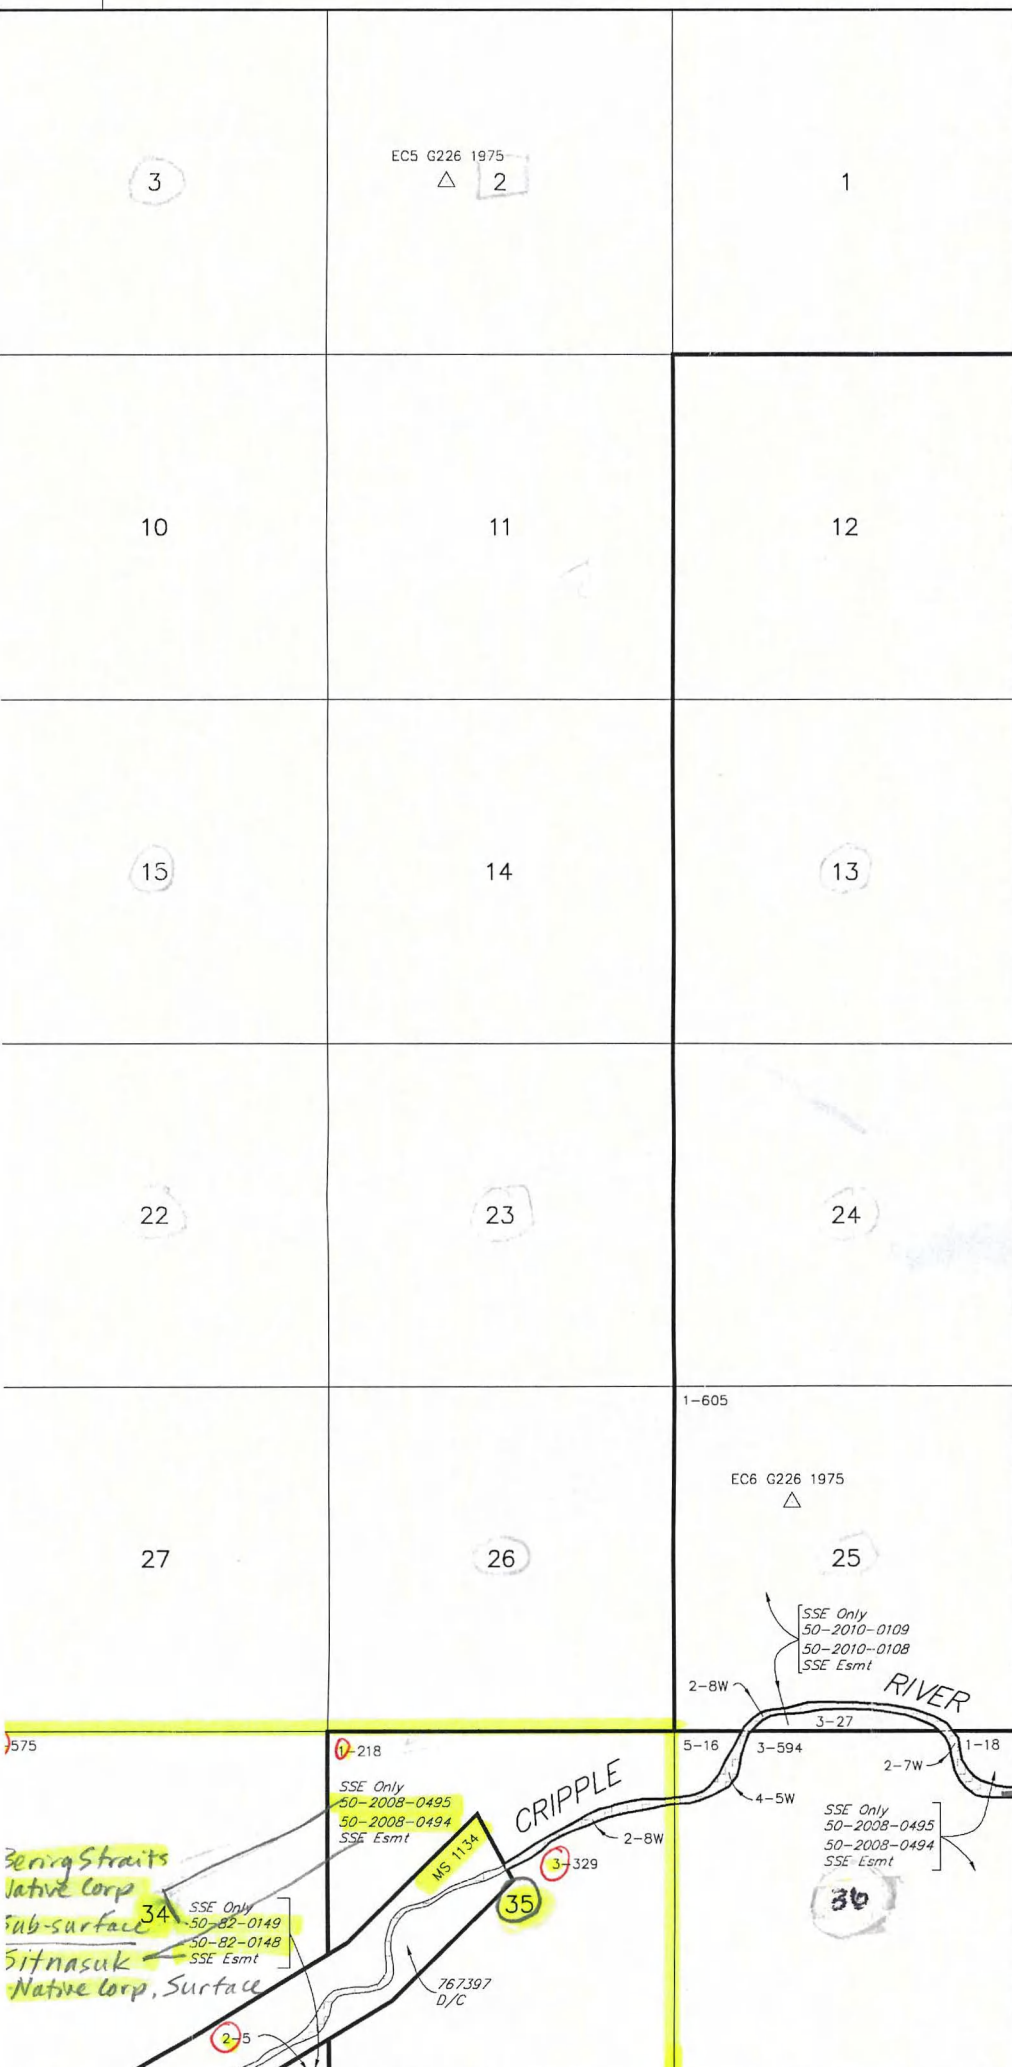 3
EC5 G226 1975
2
1
10
11
12
15
14
13
22
23
24
1-605
EC6 G226 1975
27
26
25
SSE Only
50-2010-0109
50-2010-0108
SSE Esmt
RIVER
2-8W
3-27
-575
1-218
5-16
3-594
1-18
2-7W
SSE Only
50-2008-0495
50-2008-0494
SSE Esmt
CRIPPLE
4-5W
2-8W
SSE Only
50-2008-0495
50-2008-0494
SSE Esmt
MS 1134
3-329
Bering Straits
Native Corp
Sub-surface
34
SSE Only
50-82-0149
50-82-0148
SSE Esmt
35
36
Sitnasuk
-Native Corp, Surface
767397
D/C
2-5